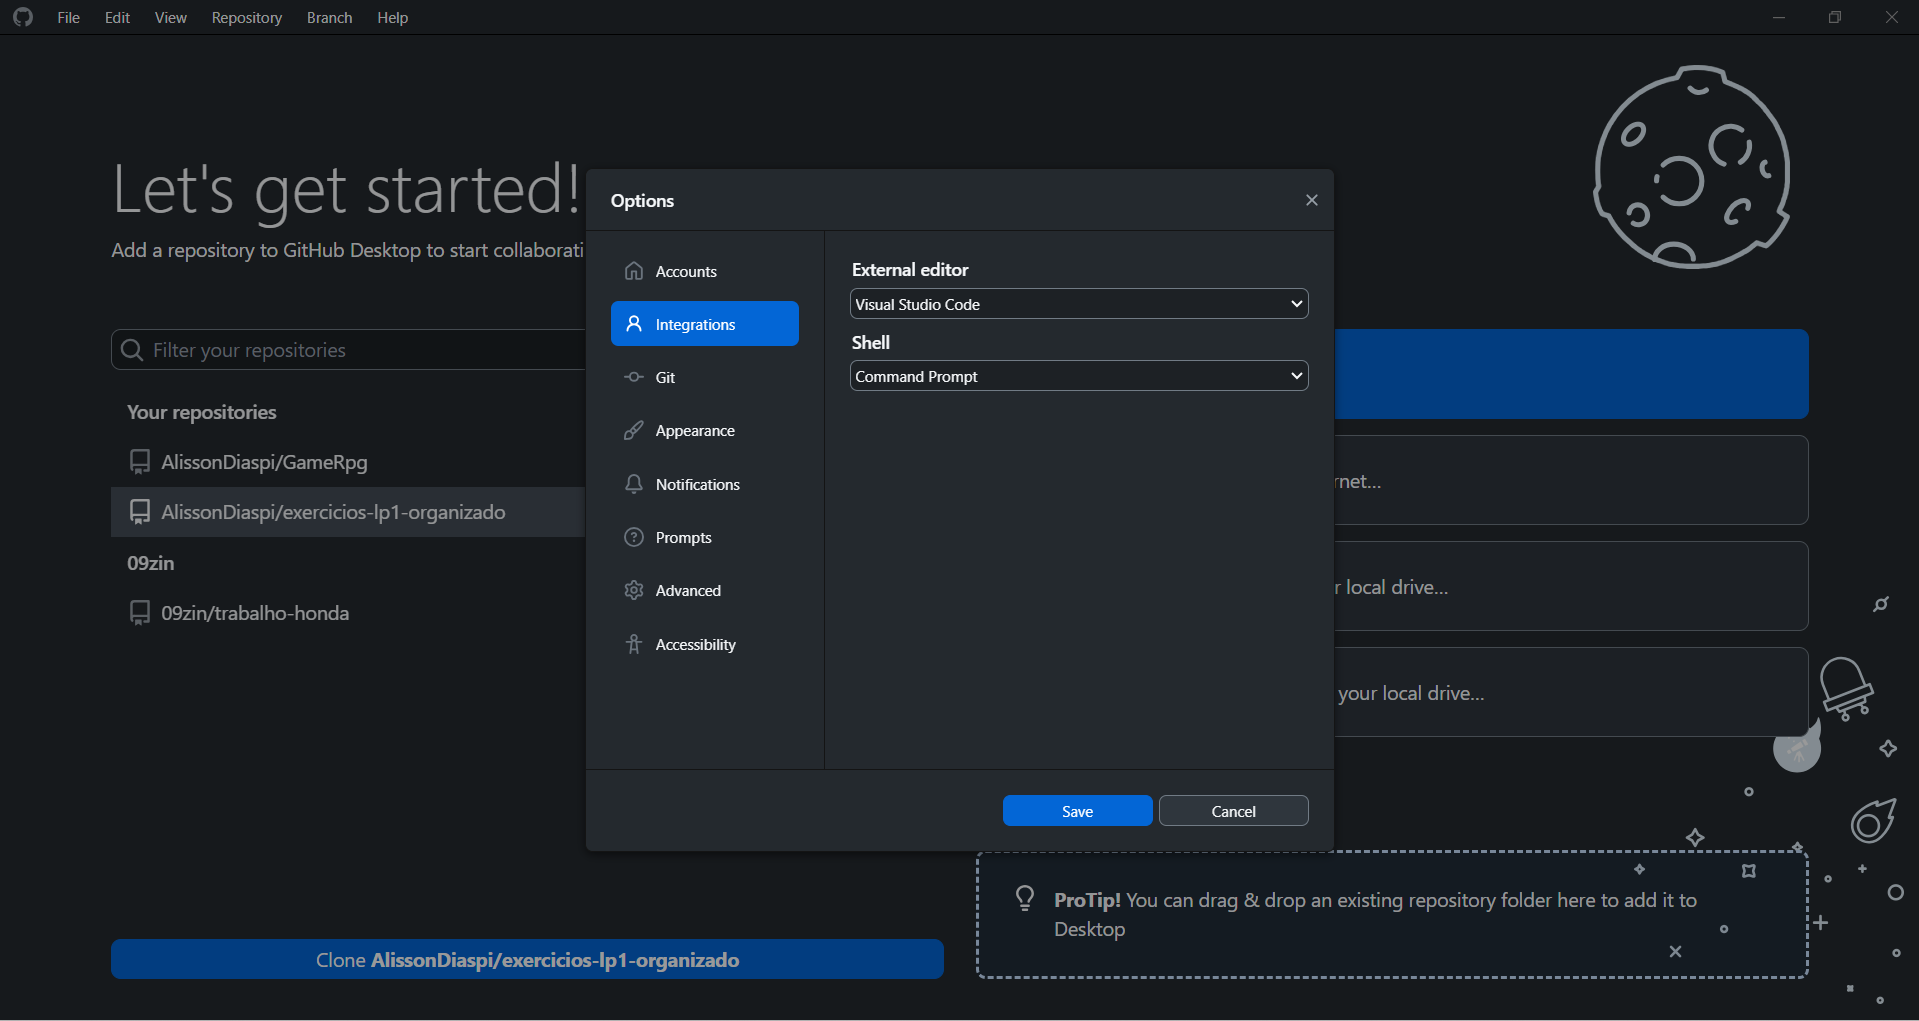 File Edit View Repository Branch Help
Let's get started!
Add a repository to GitHub Desktop to start collaborati
Filter your repositories
Your repositories
AlissonDiaspi/GameRpg
AlissonDiaspi/exercicios-lp1-organizado
09zin
09zin/trabalho-honda
Clone AlissonDiaspi/exercicios-lp1-organizado
Options
Accounts
Integrations
Git
Appearance
Notifications
Prompts
Advanced
Accessibility
External editor
Visual Studio Code
Shell
Command Prompt
Save Cancel
rnet...
r local drive...
your local drive...
ProTip! You can drag & drop an existing repository folder here to add it to
Desktop